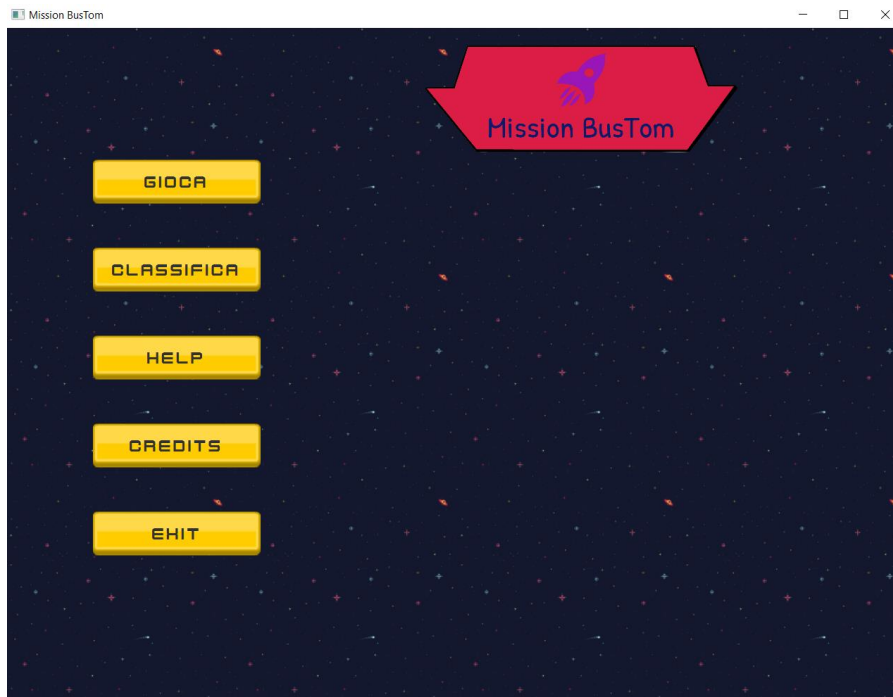 Mission BusTom
Mission BusTom
GIOCA
CLASSIFICA
HELP
CREDITS
EXIT